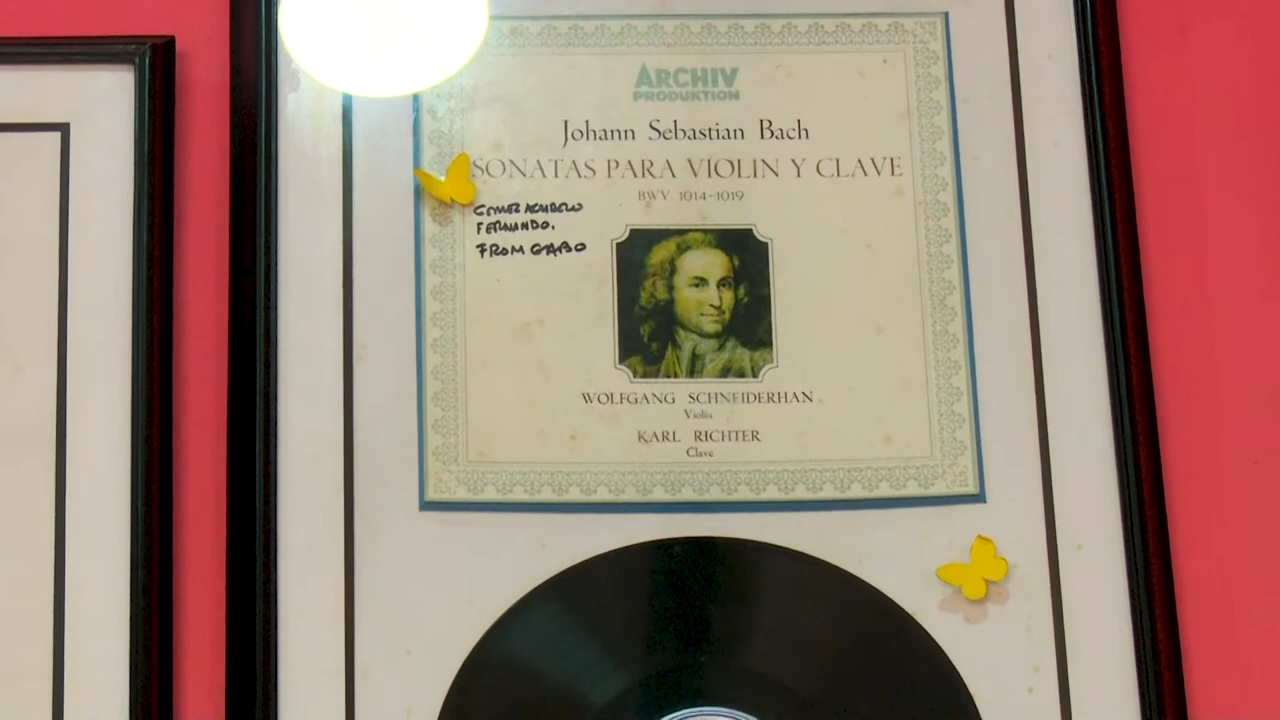 ARCHIV
PRODUKTION
Johann Sebastian Bach
SONATAS PARA VIOLIN Y CLAVE
BWV 1014-1019
FERNANDO.
FROM GABO
WOLFGANG SCHNEIDERHAN
Violín
KARL RICHTER
Clave